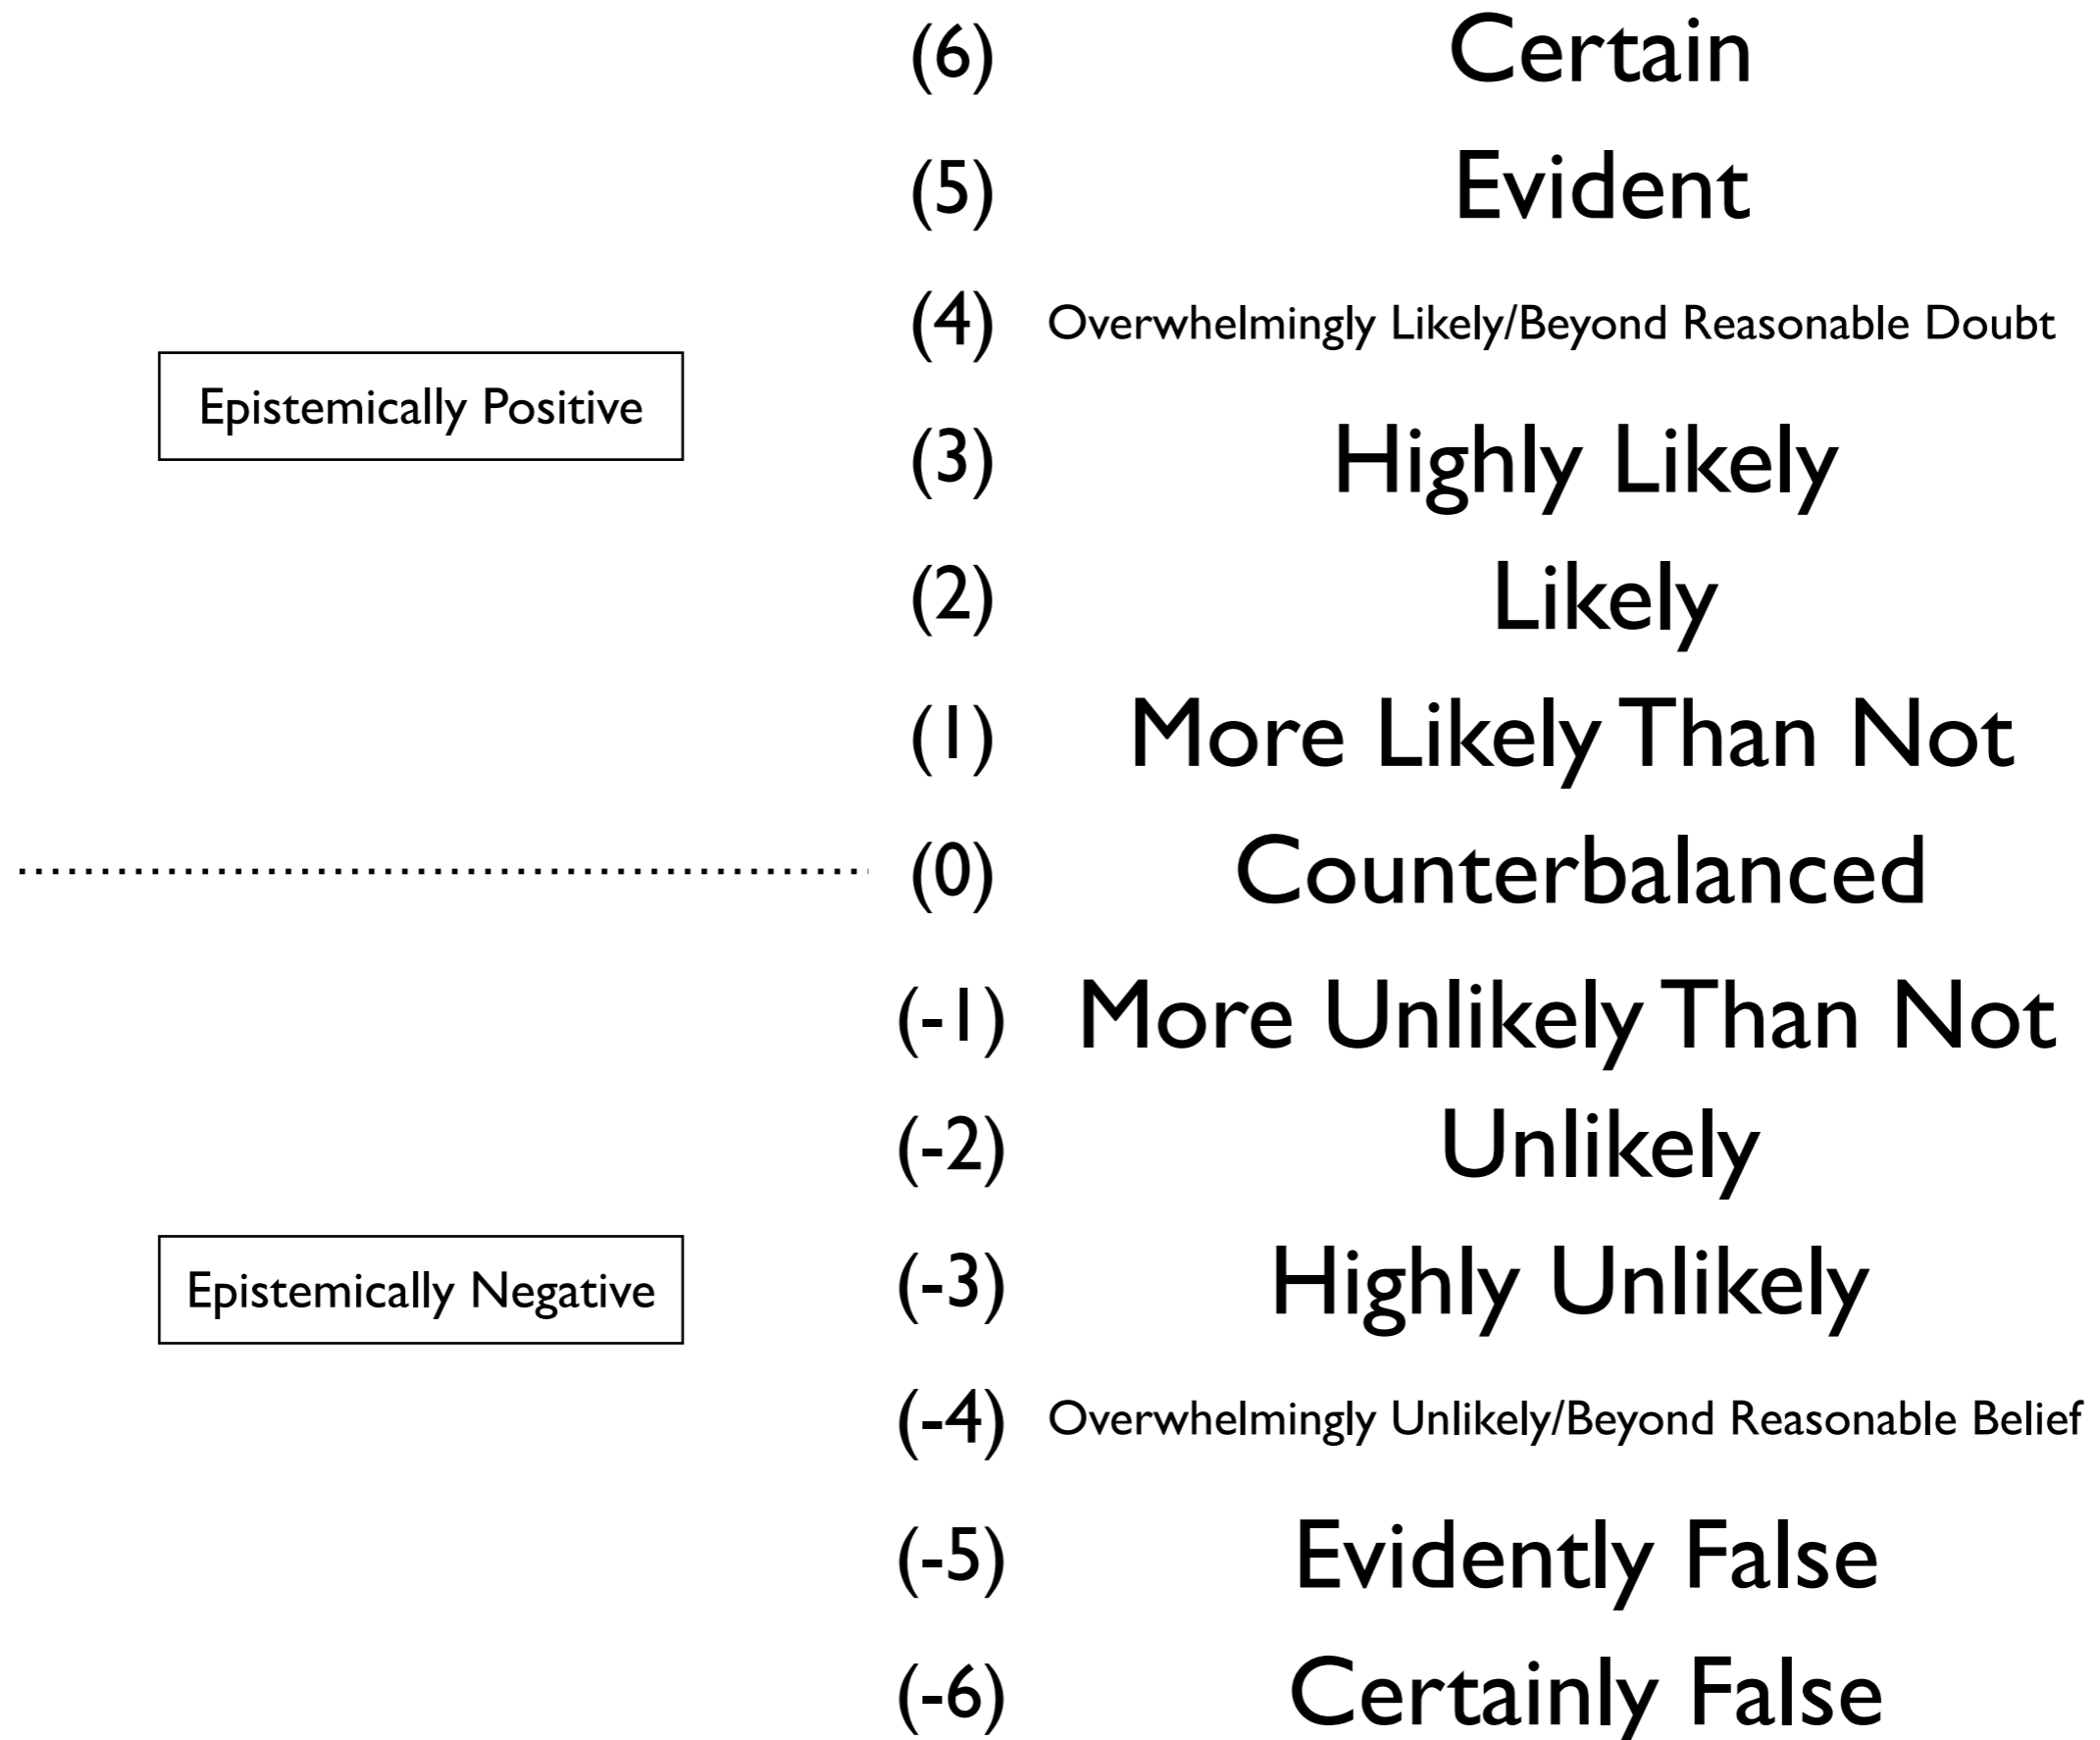 (6) Certain
(5) Evident
(4) Overwhelmingly Likely/Beyond Reasonable Doubt
Epistemically Positive
(3) Highly Likely
(2) Likely
(1) More Likely Than Not
(0) Counterbalanced
(-1) More Unlikely Than Not
(-2) Unlikely
Epistemically Negative
(-3) Highly Unlikely
(-4) Overwhelmingly Unlikely/Beyond Reasonable Belief
(-5) Evidently False
(-6) Certainly False